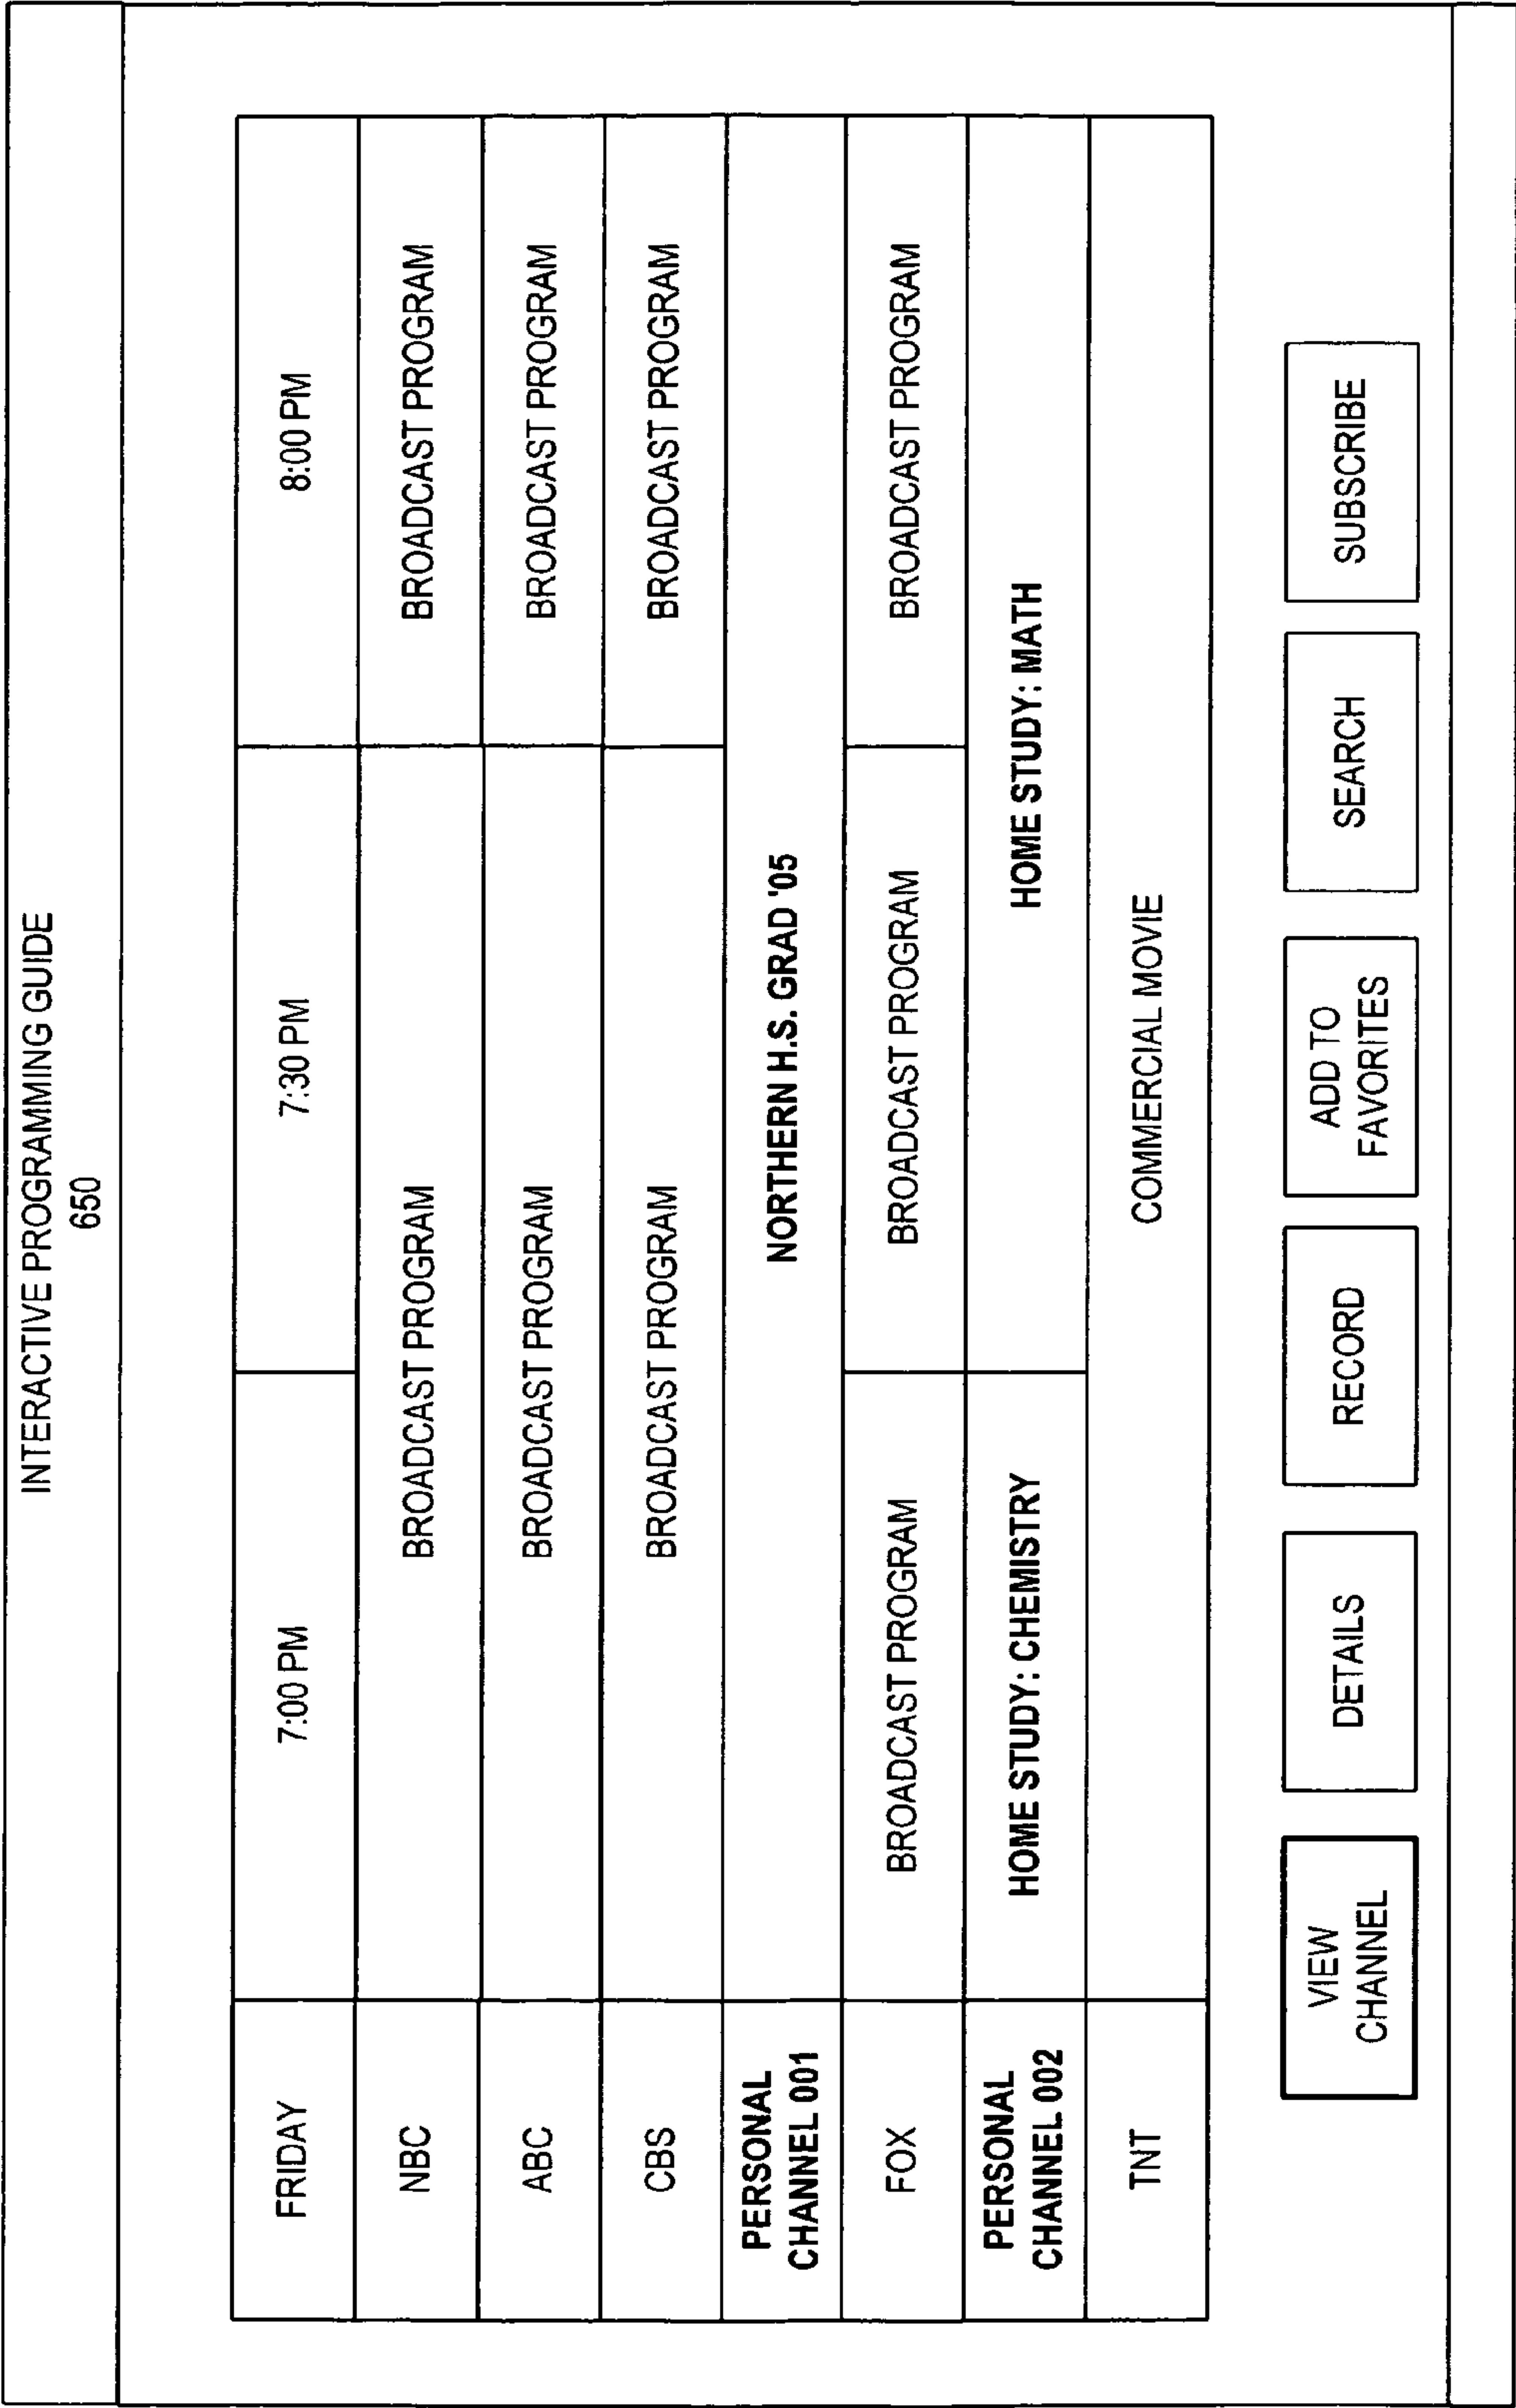 INTERACTIVE PROGRAMMING GUIDE
650
FRIDAY
7:00 PM
7:30 PM
8:00 PM
NBC
BROADCAST PROGRAM
BROADCAST PROGRAM
ABC
BROADCAST PROGRAM
BROADCAST PROGRAM
CBS
BROADCAST PROGRAM
BROADCAST PROGRAM
PERSONAL
CHANNEL 001
NORTHERN H.S. GRAD '05
FOX
BROADCAST PROGRAM
BROADCAST PROGRAM
BROADCAST PROGRAM
PERSONAL
CHANNEL 002
HOME STUDY: CHEMISTRY
HOME STUDY: MATH
TNT
COMMERCIAL MOVIE
VIEW
CHANNEL
DETAILS
RECORD
ADD TO
FAVORITES
SEARCH
SUBSCRIBE